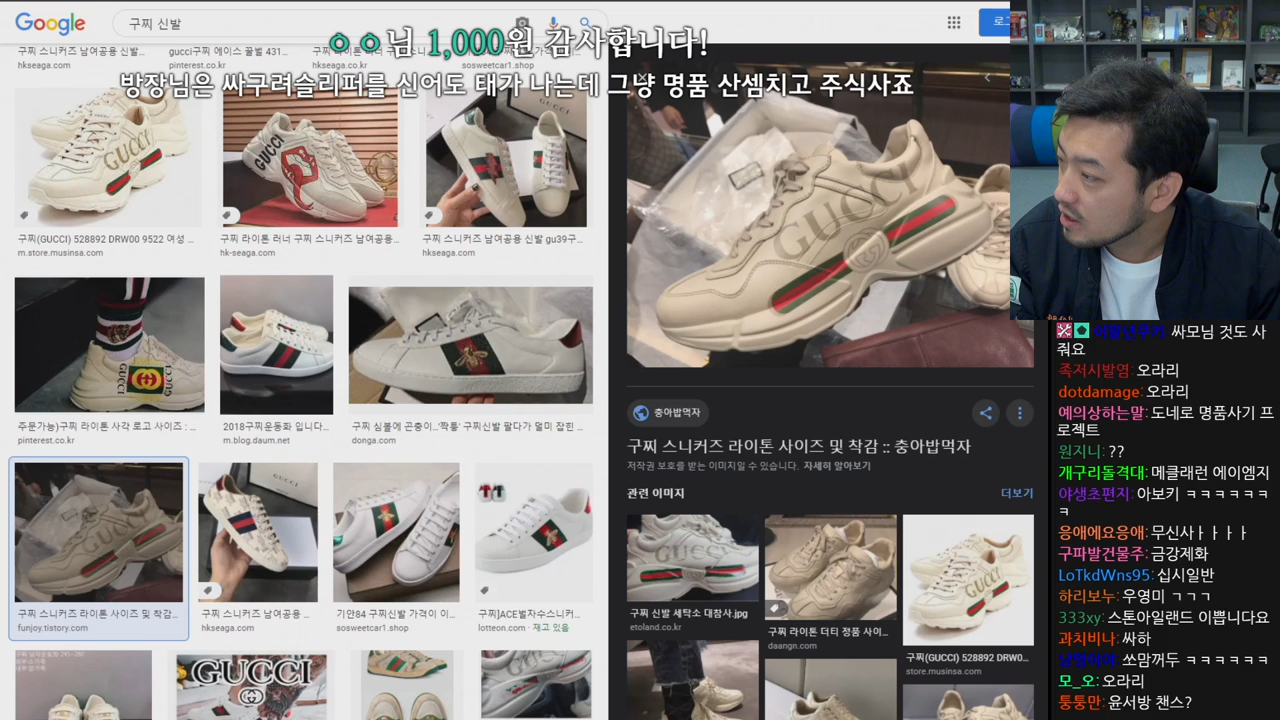 Google
구찌 신발
ㅇㅇ님 1,000원 감사합니다!
방장님은 싸구려슬리퍼를 신어도 태가 나는데 그냥 명품 산셈치고 주식사죠
구찌 스니커즈 남여공용 신발...
hkseaga.com
gucci구찌 에이스 꿀벌 431...
pinterest.co.kr
hkseaga.com
sosweetcar1.shop
구찌(GUCCI) 528892 DRW00 9522 여성 ...
m.store.musinsa.com
구찌 라이톤 러너 구찌 스니커즈 남여공용...
hk-seaga.com
구찌 스니커즈 남여공용 신발 gu39구...
hkseaga.com
주문가능)구찌 라이톤 사각 로고 스니커즈 : ...
pinterest.co.kr
2018구찌운동화 입니다...
m.blog.daum.net
구찌 심볼에 곤충이...'짝퉁' 구찌신발 팔다가 덜미 잡힌 ...
donga.com
구찌 스니커즈 라이톤 사이즈 및 착감...
funjoy.tistory.com
구찌 스니커즈 남여공용 ...
hkseaga.com
기안84 구찌신발 가격이 이...
sosweetcar1.shop
구찌]ACE벌자수스니커...
lotteon.com · 재고 있음
GUCCI
충아밥먹자
구찌 스니커즈 라이톤 사이즈 및 착감 :: 충아밥먹자
저작권 보호를 받는 이미지일 수 있습니다. 자세히 알아보기
관련 이미지
더보기
구찌 신발 세탁소 대참사.jpg
etoland.co.kr
구찌 라이톤 더티 정품 사이...
daangn.com
구찌(GUCCI) 528892 DRW0...
store.musinsa.com
싸모님 것도 사
줘요
족저시발염: 오라리
dotdamage: 오라리
예의상하는말: 도네로 명품사기 프
로젝트
원지니: ??
개구리돌격대: 메클래런 에이엠지
야생초편지: 아보키 ㅋㅋㅋㅋㅋㅋ
ㅋ
응애에요응애: 무신사ㅏㅏㅏㅏ
구파발건물주: 금강제화
LoTkdWns95: 십시일반
하리보누: 우영미 ㅋㅋㅋ
333xy: 스톤아일랜드 이쁩니다요
과치비나: 싸하
쏘맘꺼두 ㅋㅋㅋㅋㅋㅋ
모_오: 오라리
퉁퉁만: 윤서방 챈스?